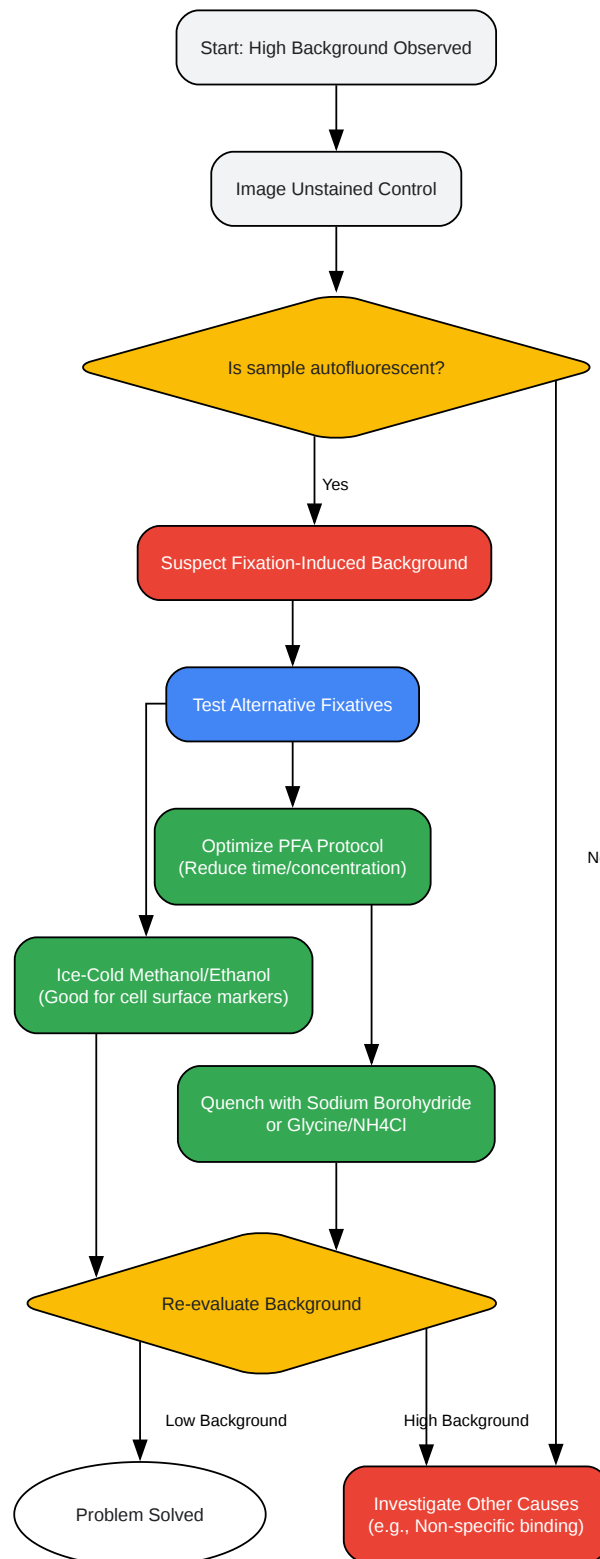 Start: High Background Observed
Image Unstained Control
Is sample autofluorescent?
Yes
Suspect Fixation-Induced Background
Test Alternative Fixatives
Optimize PFA Protocol
(Reduce time/concentration)
N
Ice-Cold Methanol/Ethanol
(Good for cell surface markers)
Quench with Sodium Borohydride
or Glycine/NH4Cl
Re-evaluate Background
Low Background
High Background
Problem Solved
Investigate Other Causes
(e.g., Non-specific binding)